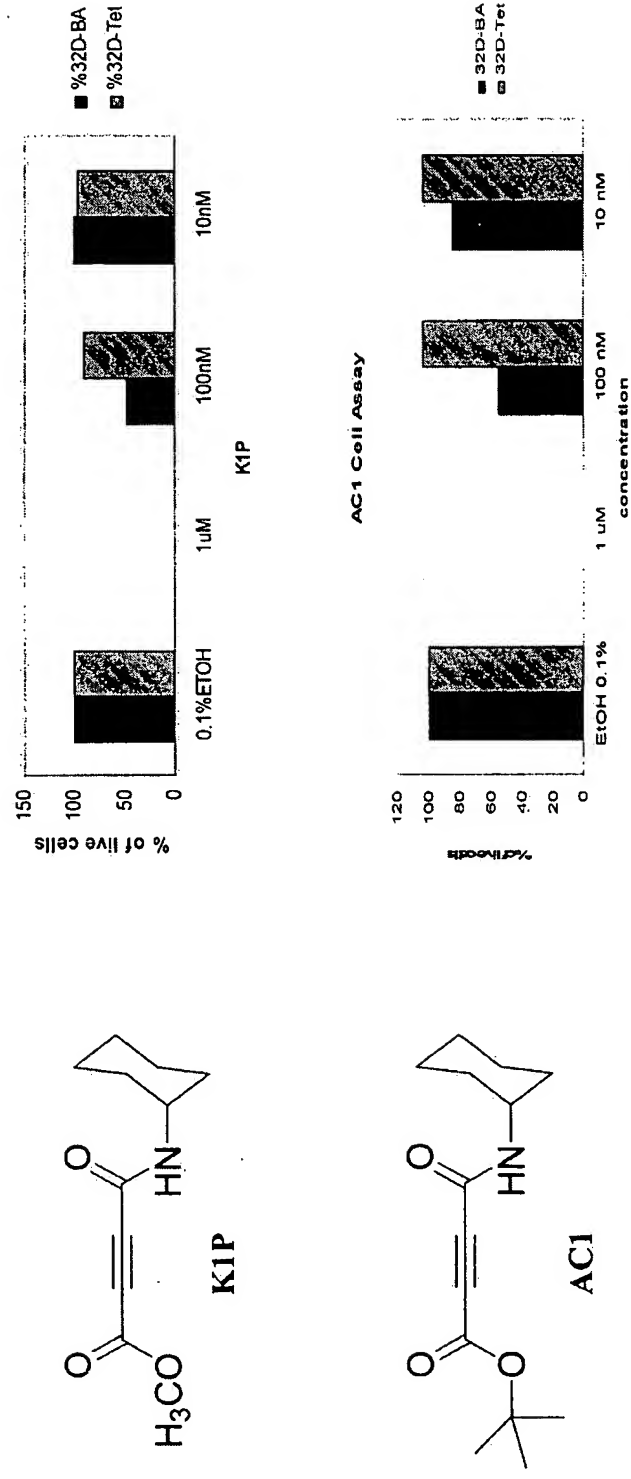 O
O
H3CO
HN
K1P
% of live cells
150
100
50
0
0.1%ETOH
1uM
100nM
10nM
K1P
%32D-BA
%32D-Tet
O
O
O
HN
AC1
AC1 Cell Assay
%oflivecells
120
100
80
60
40
20
0
EtOH 0.1%
1 uM
100 nM
10 nM
concentration
32D-BA
32D-Tet